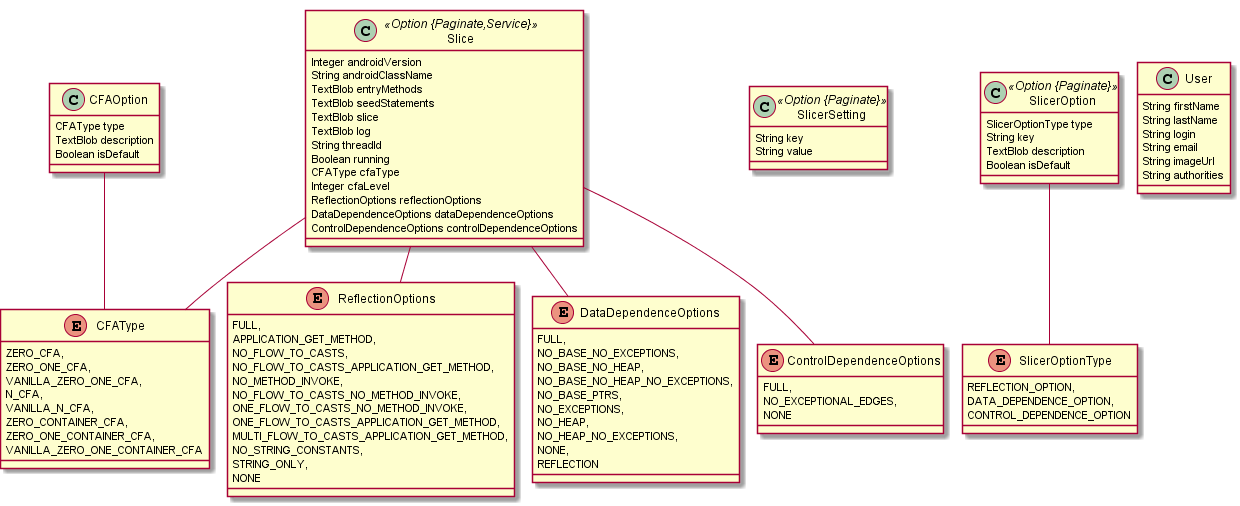 C CFAOption
CFAType type
TextBlob description
Boolean isDefault
C «Option {Paginate,Service}»
Slice
Integer androidVersion
String androidClassName
TextBlob entryMethods
TextBlob seedStatements
TextBlob slice
TextBlob log
String threadId
Boolean running
CFAType cfaType
Integer cfaLevel
ReflectionOptions reflectionOptions
DataDependenceOptions dataDependenceOptions
ControlDependenceOptions controlDependenceOptions
C «Option {Paginate}»
SlicerSetting
String key
String value
C «Option {Paginate}»
SlicerOption
SlicerOptionType type
String key
TextBlob description
Boolean isDefault
C User
String firstName
String lastName
String login
String email
String imageUrl
String authorities
E CFAType
ZERO_CFA,
ZERO_ONE_CFA,
VANILLA_ZERO_ONE_CFA,
N_CFA,
VANILLA_N_CFA,
ZERO_CONTAINER_CFA,
ZERO_ONE_CONTAINER_CFA,
VANILLA_ZERO_ONE_CONTAINER_CFA
E ReflectionOptions
FULL,
APPLICATION_GET_METHOD,
NO_FLOW_TO_CASTS,
NO_FLOW_TO_CASTS_APPLICATION_GET_METHOD,
NO_METHOD_INVOKE,
NO_FLOW_TO_CASTS_NO_METHOD_INVOKE,
ONE_FLOW_TO_CASTS_NO_METHOD_INVOKE,
ONE_FLOW_TO_CASTS_APPLICATION_GET_METHOD,
MULTI_FLOW_TO_CASTS_APPLICATION_GET_METHOD,
NO_STRING_CONSTANTS,
STRING_ONLY,
NONE
E DataDependenceOptions
FULL,
NO_BASE_NO_EXCEPTIONS,
NO_BASE_NO_HEAP,
NO_BASE_NO_HEAP_NO_EXCEPTIONS,
NO_BASE_PTRS,
NO_EXCEPTIONS,
NO_HEAP,
NO_HEAP_NO_EXCEPTIONS,
NONE,
REFLECTION
E ControlDependenceOptions
FULL,
NO_EXCEPTIONAL_EDGES,
NONE
E SlicerOptionType
REFLECTION_OPTION,
DATA_DEPENDENCE_OPTION,
CONTROL_DEPENDENCE_OPTION